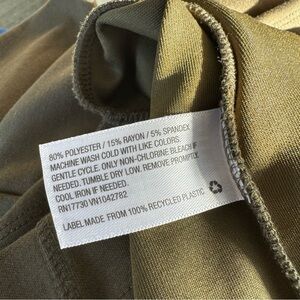 80% POLYESTER / 15% RAYON / 5% SPANDEX
MACHINE WASH COLD WITH LIKE COLORS.
GENTLE CYCLE. ONLY NON-CHLORINE BLEACH IF
NEEDED. TUMBLE DRY LOW. REMOVE PROMPTLY.
COOL IRON IF NEEDED.
RN17730 VN1042782
LABEL MADE FROM 100% RECYCLED PLASTIC